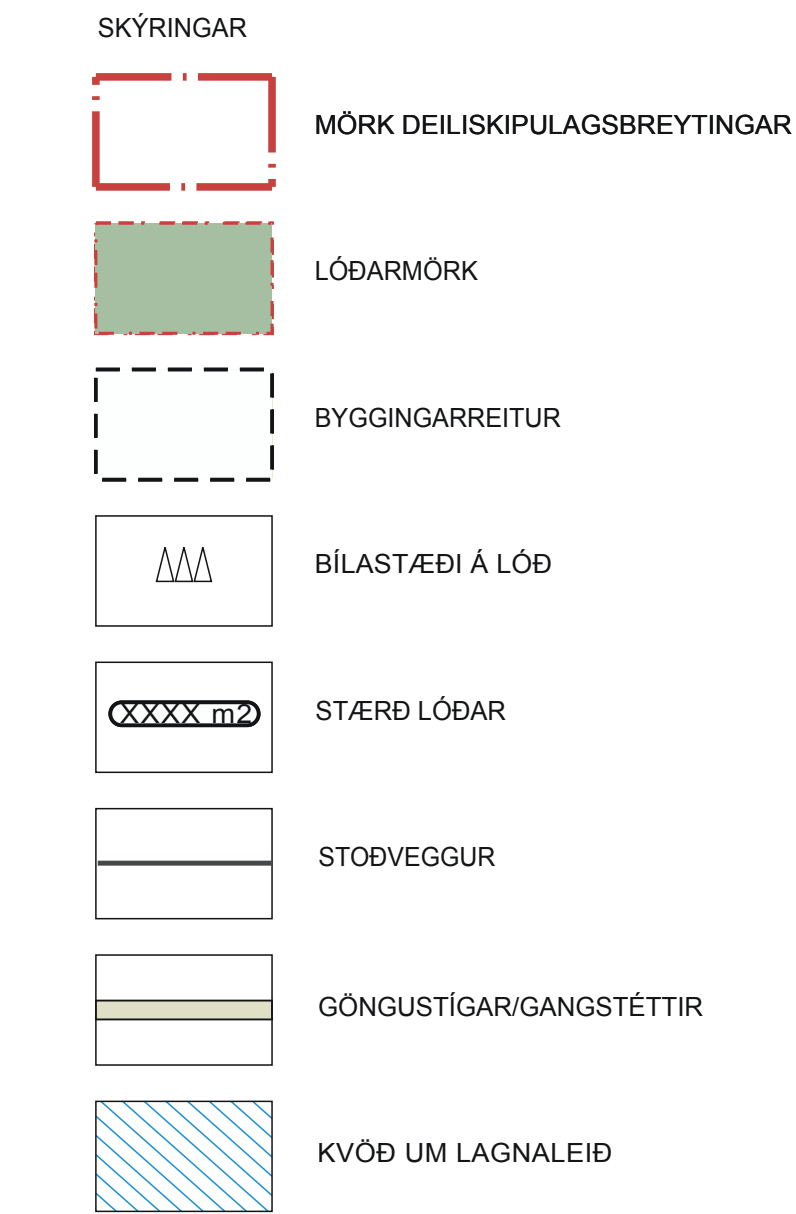 SKÝRINGAR
MÖRK DEILISKIPULAGSBREYTINGAR
LÓÐARMÖRK
BYGGINGARREITUR
BÍLASTÆÐI Á LÓÐ
XXXX m2
STÆRÐ LÓÐAR
STOÐVEGGUR
GÖNGUSTÍGAR/GANGSTÉTTIR
KVÖÐ UM LAGNALEIÐ